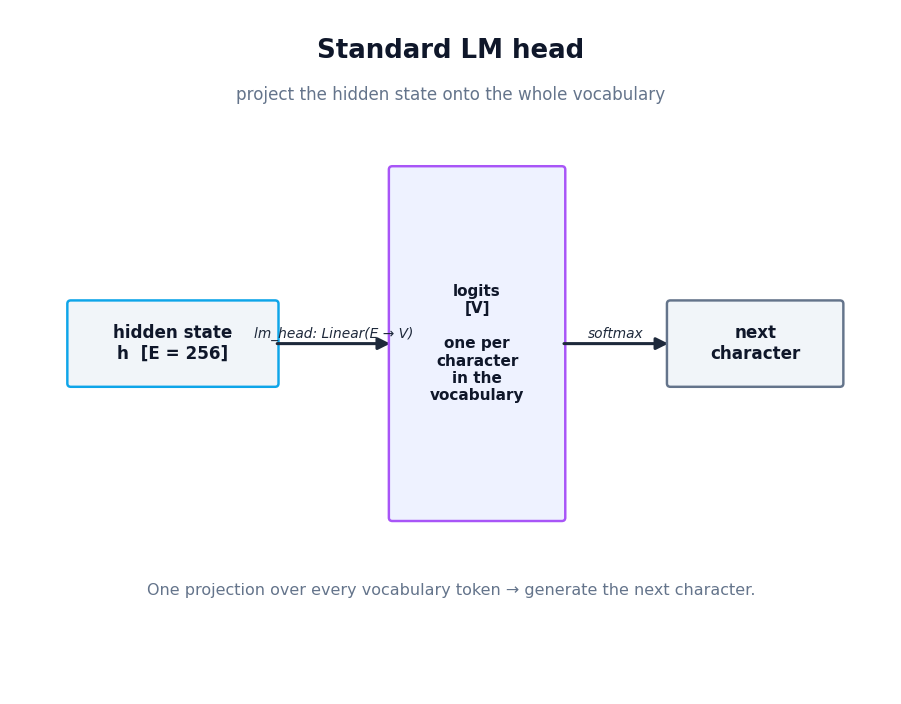 Standard LM head
project the hidden state onto the whole vocabulary
hidden state
h  [E = 256]
lm_head: Linear(E → V)
logits
[V]
one per
character
in the
vocabulary
softmax
next
character
One projection over every vocabulary token → generate the next character.